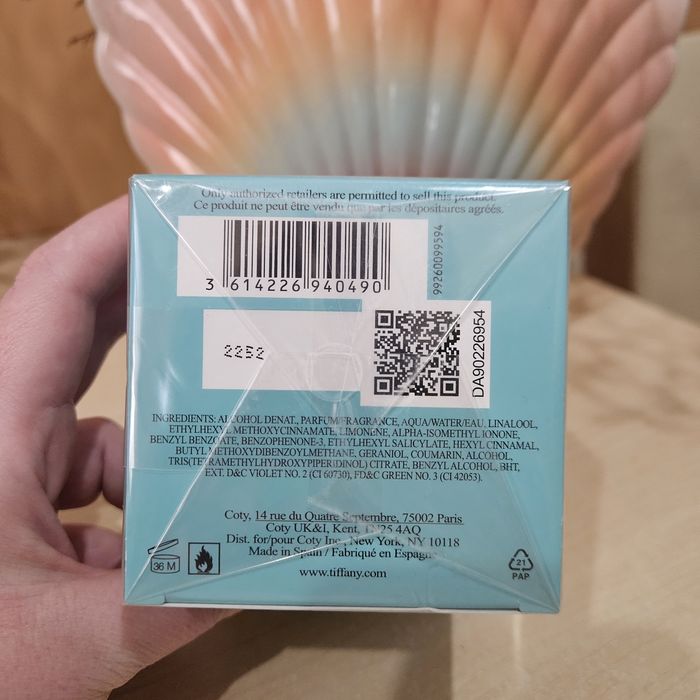 Only authorized retailers are permitted to sell this product.
Ce produit ne peut être vendu que par les dépositaires agréés.
3 614226 940490
99260099594
2252
DA90226954
INGREDIENTS: ALCOHOL DENAT., PARFUM/FRAGRANCE, AQUA/WATER/EAU, LINALOOL,
ETHYLHEXYL METHOXYCINNAMATE, LIMONENE, ALPHA-ISOMETHYL IONONE,
BENZYL BENZOATE, BENZOPHENONE-3, ETHYLHEXYL SALICYLATE, HEXYL CINNAMAL,
BUTYL METHOXYDIBENZOYLMETHANE, GERANIOL, COUMARIN, ALCOHOL,
TRIS(TETRAMETHYLHYDROXYPIPERIDINOL) CITRATE, BENZYL ALCOHOL, BHT,
EXT. D&C VIOLET NO. 2 (CI 60730), FD&C GREEN NO. 3 (CI 42053).
Coty, 14 rue du Quatre Septembre, 75002 Paris
Coty UK&I, Kent, TN25 4AQ
Dist. for/pour Coty Inc., New York, NY 10118
Made in Spain / Fabriqué en Espagne
www.tiffany.com
36 M
21
PAP